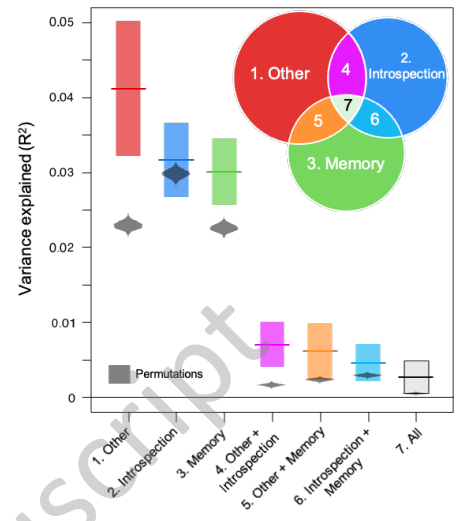 0.05
0.04
0.03
0.02
0.01
0
Variance explained (R²)
1. Other
2.
Introspection
3. Memory
4
5
6
7
Permutations
1. Other
2. Introspection
3. Memory
4. Other +
Introspection
5. Other + Memory
6. Introspection +
Memory
7. All
uscript